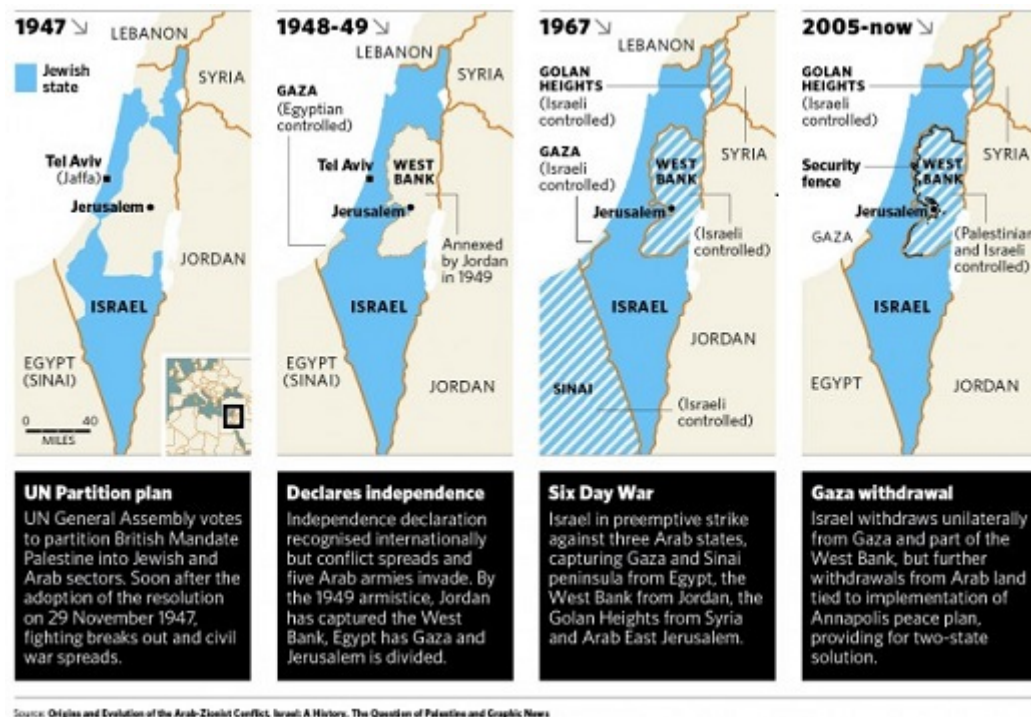 1947
LEBANON
SYRIA
Jewish
state
Tel Aviv
(Jaffa)
Jerusalem
JORDAN
ISRAEL
EGYPT
(SINAI)
0 40
MILES
UN Partition plan
UN General Assembly votes
to partition British Mandate
Palestine into Jewish and
Arab sectors. Soon after the
adoption of the resolution
on 29 November 1947,
fighting breaks out and civil
war spreads.
1948-49
LEBANON
SYRIA
GAZA
(Egyptian
controlled)
Tel Aviv
WEST
BANK
Jerusalem
Annexed
by Jordan
in 1949
ISRAEL
EGYPT
(SINAI)
JORDAN
Declares independence
Independence declaration
recognised internationally
but conflict spreads and
five Arab armies invade. By
the 1949 armistice, Jordan
has captured the West
Bank, Egypt has Gaza and
Jerusalem is divided.
1967
LEBANON
GOLAN
HEIGHTS
(Israeli
controlled)
GAZA
(Israeli
controlled)
SYRIA
WEST
BANK
Jerusalem
(Israeli
controlled)
ISRAEL
JORDAN
SINAI
(Israeli
controlled)
Six Day War
Israel in preemptive strike
against three Arab states,
capturing Gaza and Sinai
peninsula from Egypt, the
West Bank from Jordan, the
Golan Heights from Syria
and Arab East Jerusalem.
2005-now
LEBANON
GOLAN
HEIGHTS
(Israeli
controlled)
SYRIA
Security
fence
WEST
BANK
Jerusalem
GAZA
(Palestinian
and Israeli
controlled)
ISRAEL
EGYPT
JORDAN
Gaza withdrawal
Israel withdraws unilaterally
from Gaza and part of the
West Bank, but further
withdrawals from Arab land
tied to implementation of
Annapolis peace plan,
providing for two-state
solution.
Source: Origins and Evolution of the Arab-Zionist Conflict, Israel: A History, The Question of Palestine and Graphic News